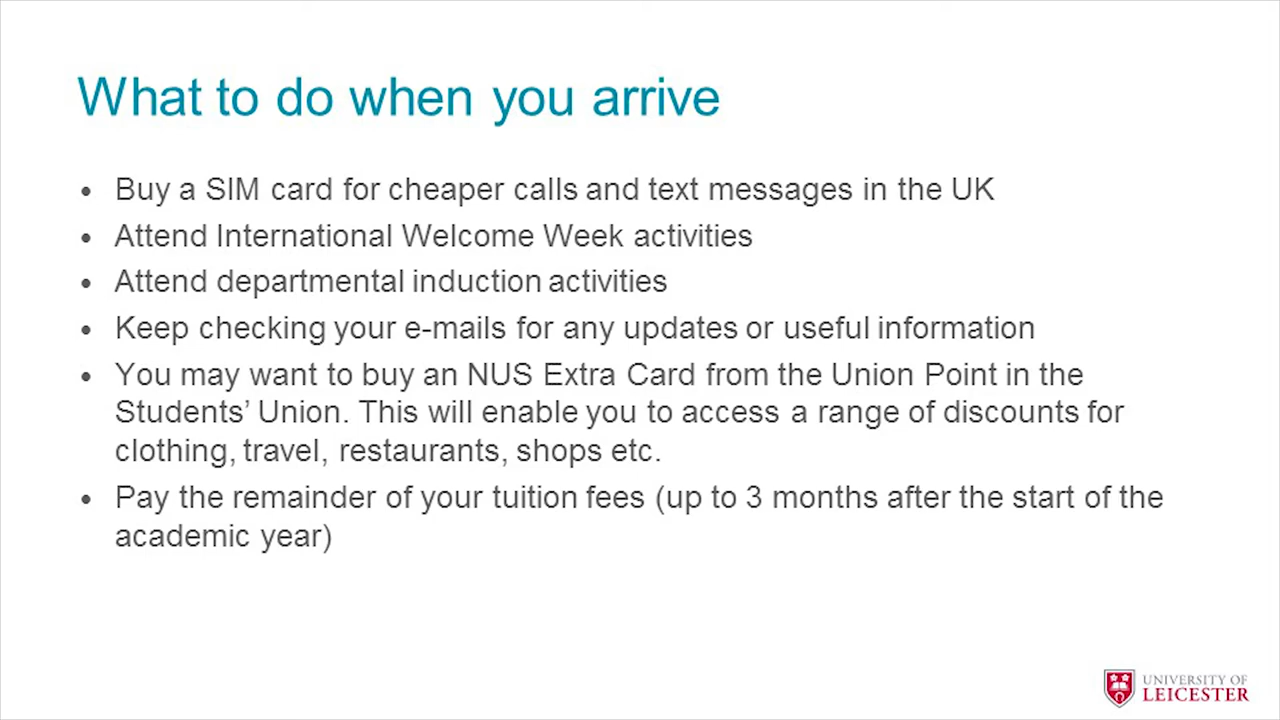 What to do when you arrive
• Buy a SIM card for cheaper calls and text messages in the UK
• Attend International Welcome Week activities
• Attend departmental induction activities
• Keep checking your e-mails for any updates or useful information
• You may want to buy an NUS Extra Card from the Union Point in the
Students’ Union. This will enable you to access a range of discounts for
clothing, travel, restaurants, shops etc.
• Pay the remainder of your tuition fees (up to 3 months after the start of the
academic year)
UNIVERSITY OF
LEICESTER